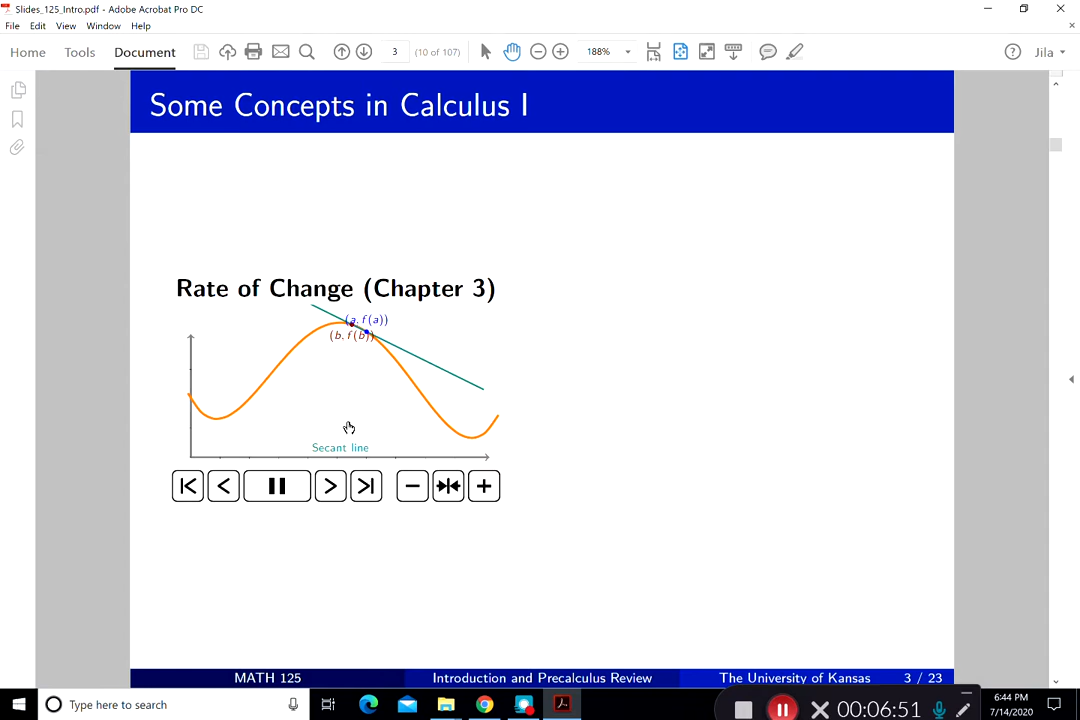 Slides_125_Intro.pdf - Adobe Acrobat Pro DC
File Edit View Window Help
Home Tools Document 3 (10 of 107) 188% Jila
Some Concepts in Calculus I
Rate of Change (Chapter 3)
(a, f(a))
(b, f(b))
Secant line
MATH 125 Introduction and Precalculus Review The University of Kansas 3 / 23
Type here to search
00:06:51
6:44 PM
7/14/2020